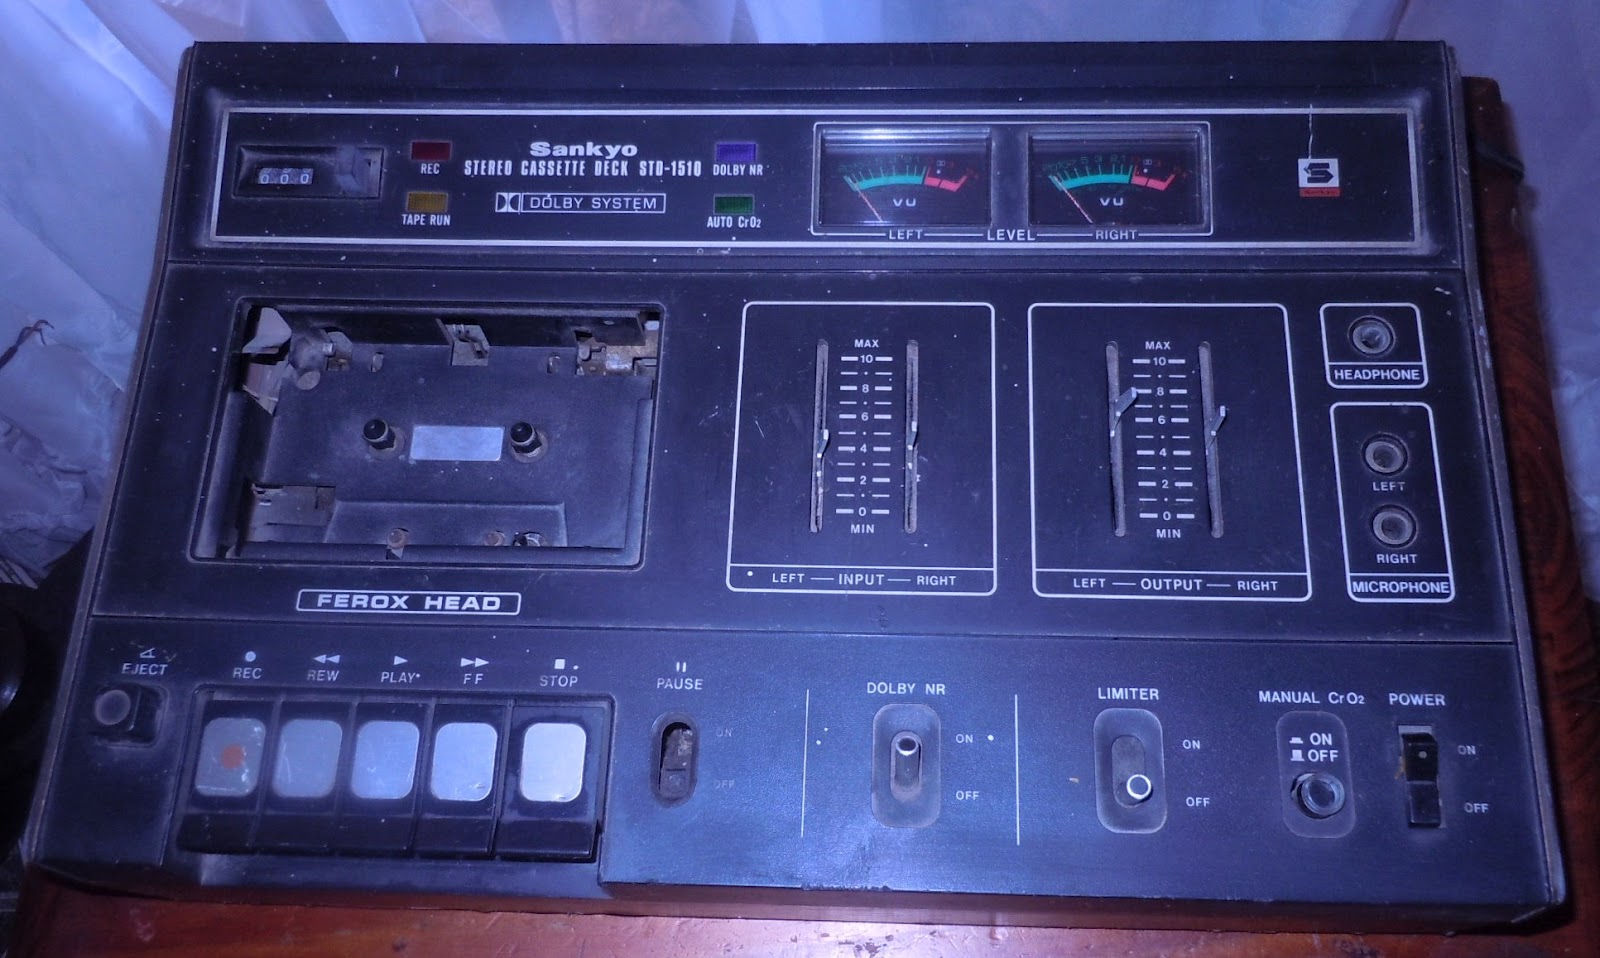 000
REC
TAPE RUN
Sankyo
STEREO CASSETTE DECK STD-1510
DOLBY SYSTEM
DOLBY NR
AUTO CrO2
VU
VU
LEFT LEVEL RIGHT
S
Sankyo
MAX
10
8
6
4
2
0
MIN
LEFT INPUT RIGHT
MAX
10
8
6
4
2
0
MIN
LEFT OUTPUT RIGHT
HEADPHONE
LEFT
RIGHT
MICROPHONE
FEROX HEAD
EJECT
REC
REW
PLAY
FF
STOP
PAUSE
ON
OFF
DOLBY NR
ON
OFF
LIMITER
ON
OFF
MANUAL CrO2
ON
OFF
POWER
ON
OFF